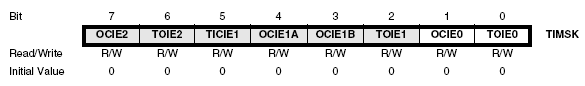 Bit 7 6 5 4 3 2 1 0
OCIE2 TOIE2 TICIE1 OCIE1A OCIE1B TOIE1 OCIE0 TOIE0 TIMSK
Read/Write R/W R/W R/W R/W R/W R/W R/W R/W
Initial Value 0 0 0 0 0 0 0 0